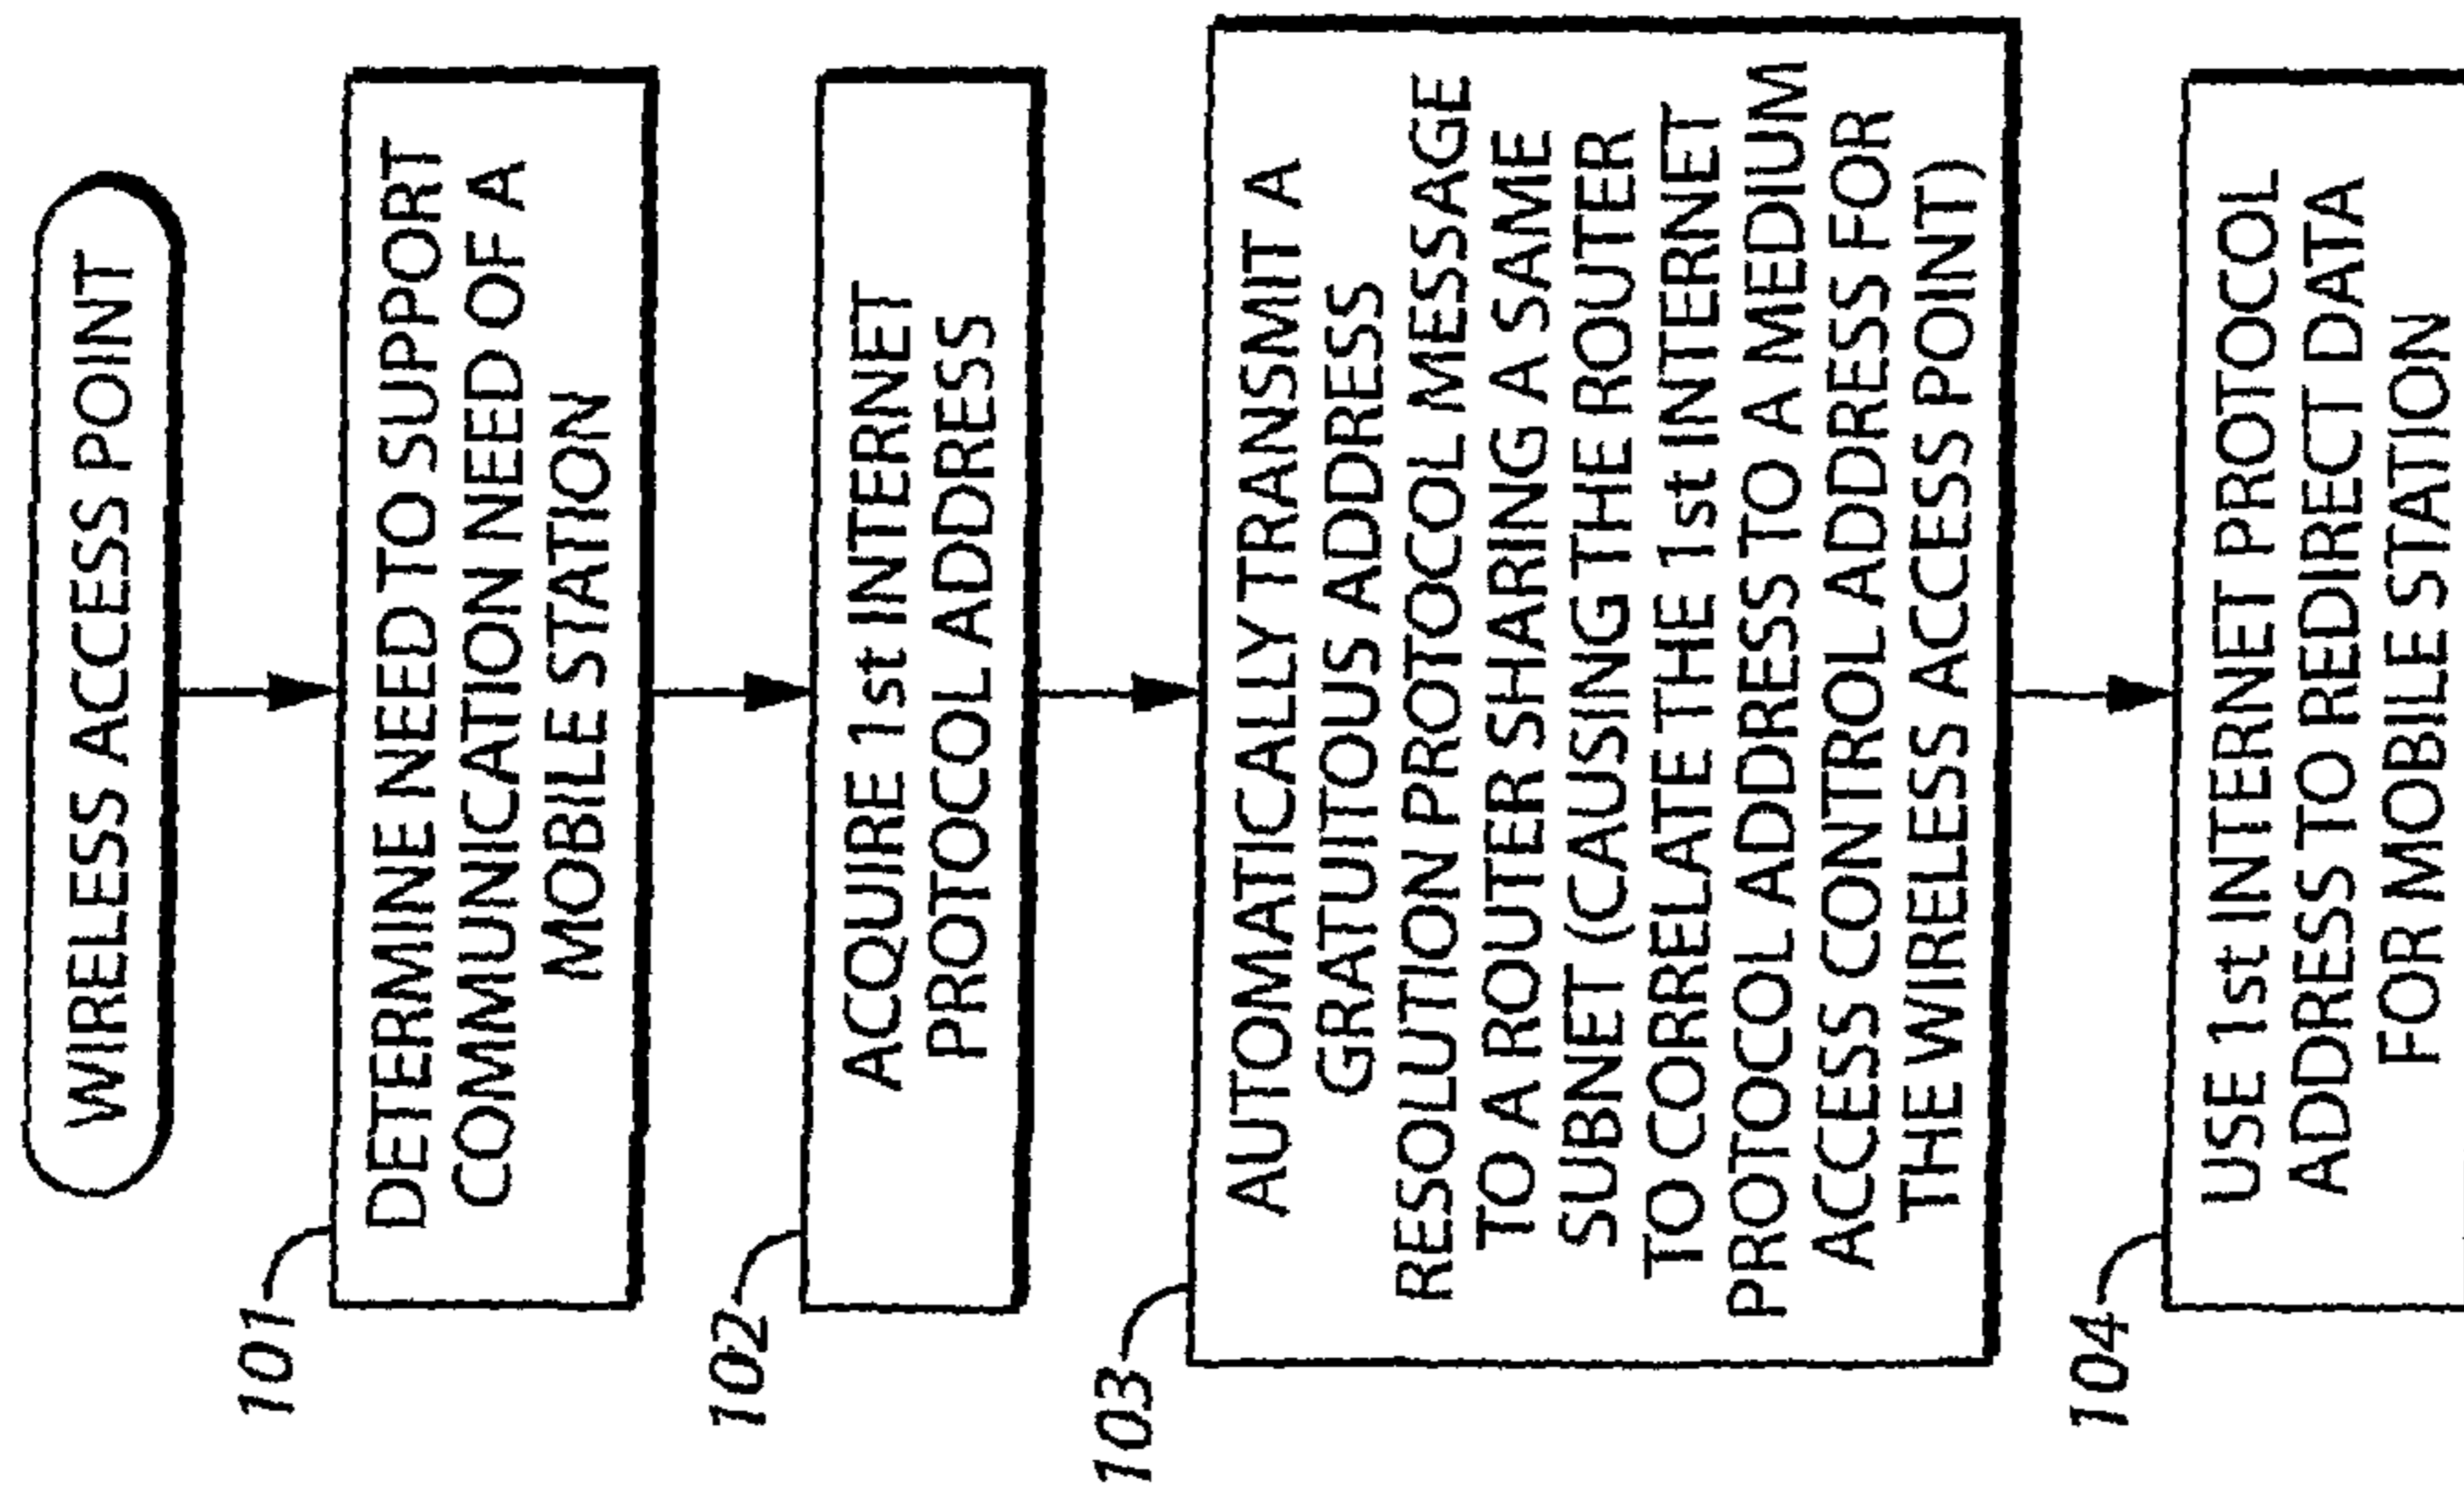 WIRELESS ACCESS POINT
101
DETERMINE NEED TO SUPPORT
COMMUNICATION NEED OF A
MOBILE STATION
102
ACQUIRE 1st INTERNET
PROTOCOL ADDRESS
103
AUTOMATICALLY TRANSMIT A
GRATUITOUS ADDRESS
RESOLUTION PROTOCOL MESSAGE
TO A ROUTER SHARING A SAME
SUBNET (CAUSING THE ROUTER
TO CORRELATE THE 1st INTERNET
PROTOCOL ADDRESS TO A MEDIUM
ACCESS CONTROL ADDRESS FOR
THE WIRELESS ACCESS POINT)
104
USE 1st INTERNET PROTOCOL
ADDRESS TO REDIRECT DATA
FOR MOBILE STATION